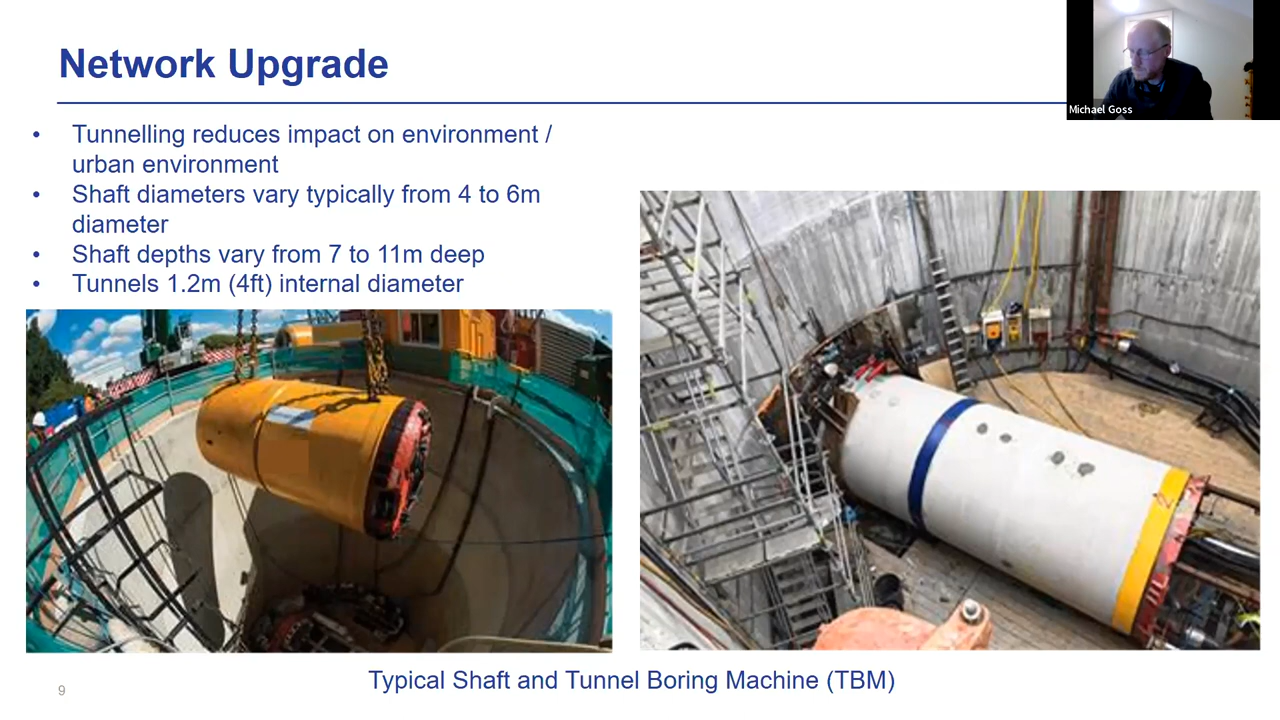 Network Upgrade
Michael Goss
• Tunnelling reduces impact on environment /
urban environment
• Shaft diameters vary typically from 4 to 6m
diameter
• Shaft depths vary from 7 to 11m deep
• Tunnels 1.2m (4ft) internal diameter
Typical Shaft and Tunnel Boring Machine (TBM)
9